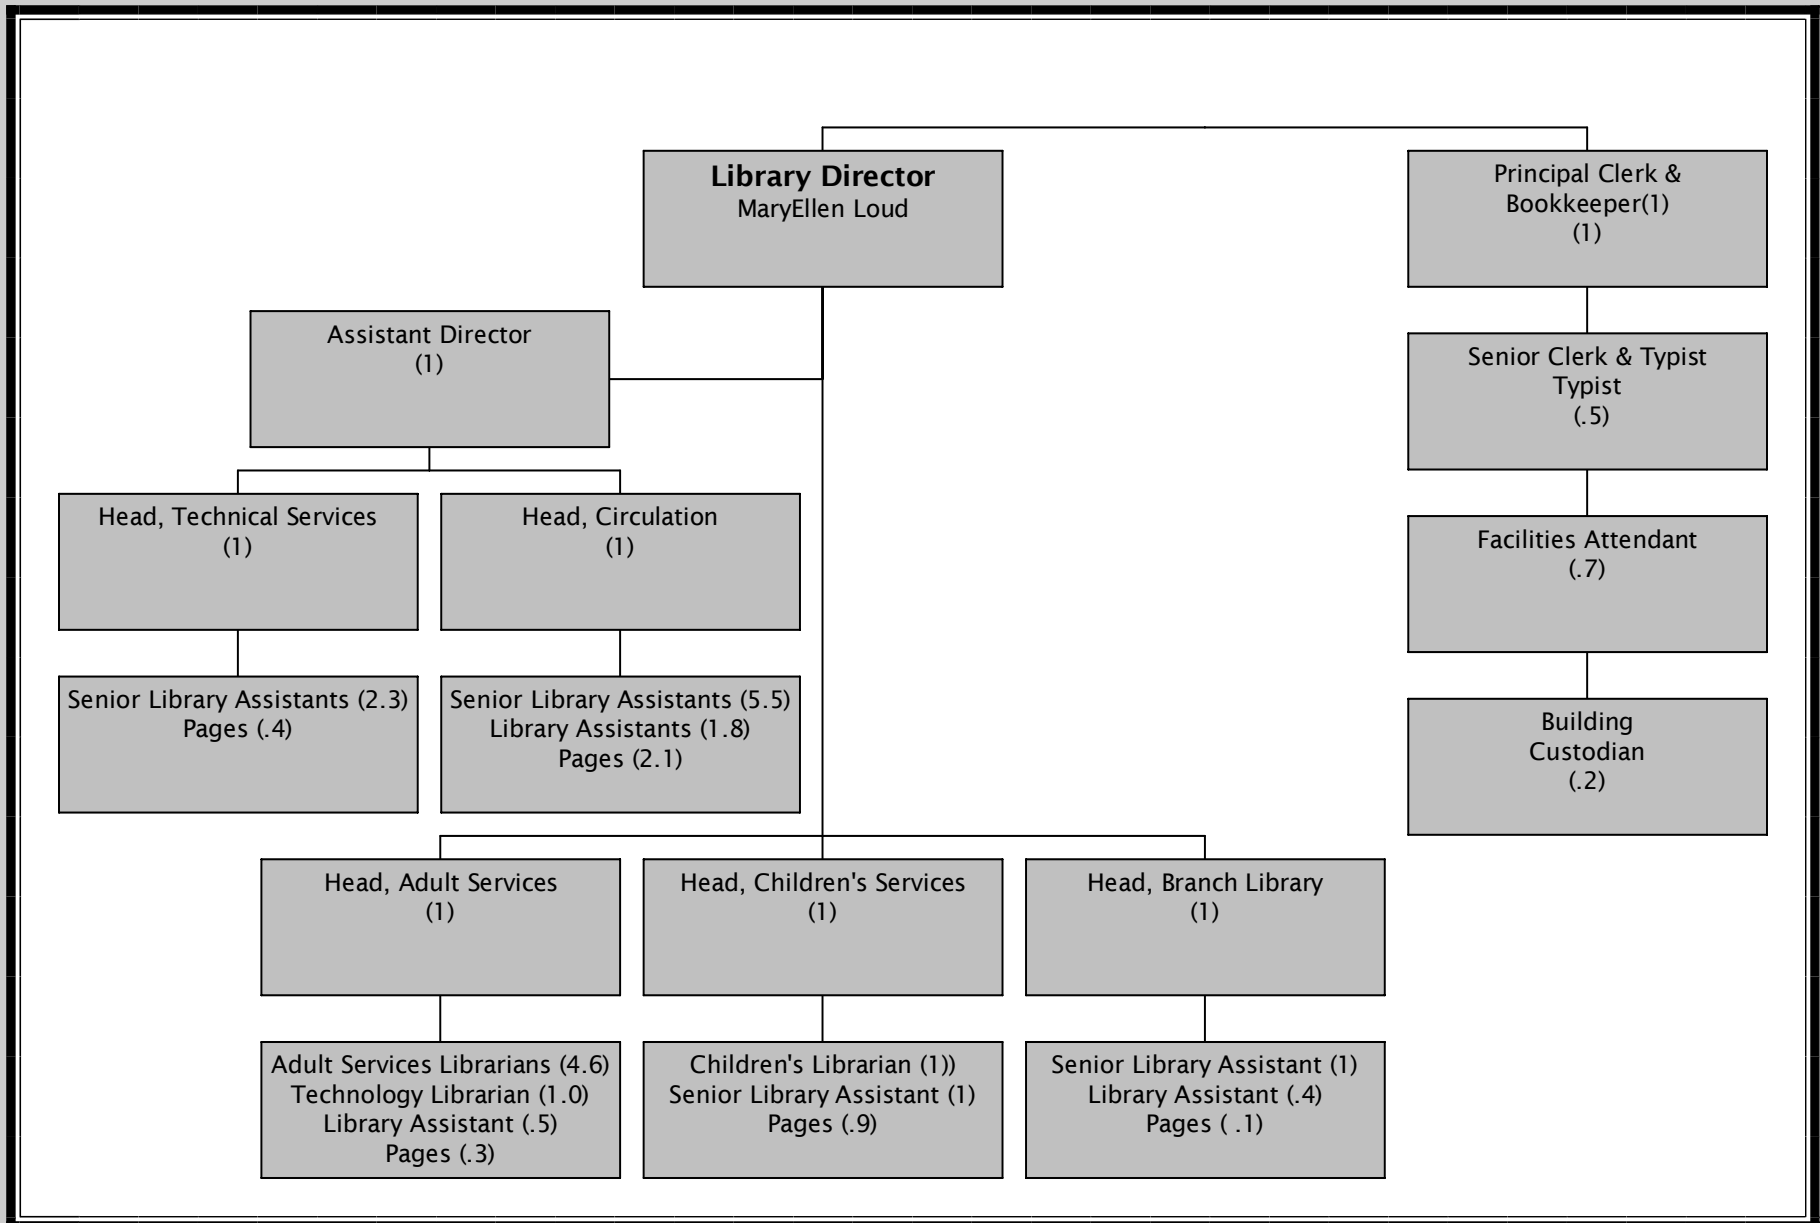 Library Director
MaryEllen Loud
Principal Clerk &
Bookkeeper(1)
(1)
Assistant Director
(1)
Senior Clerk & Typist
Typist
(.5)
Head, Technical Services
(1)
Head, Circulation
(1)
Facilities Attendant
(.7)
Senior Library Assistants (2.3)
Pages (.4)
Senior Library Assistants (5.5)
Library Assistants (1.8)
Pages (2.1)
Building
Custodian
(.2)
Head, Adult Services
(1)
Head, Children's Services
(1)
Head, Branch Library
(1)
Adult Services Librarians (4.6)
Technology Librarian (1.0)
Library Assistant (.5)
Pages (.3)
Children's Librarian (1))
Senior Library Assistant (1)
Pages (.9)
Senior Library Assistant (1)
Library Assistant (.4)
Pages ( .1)